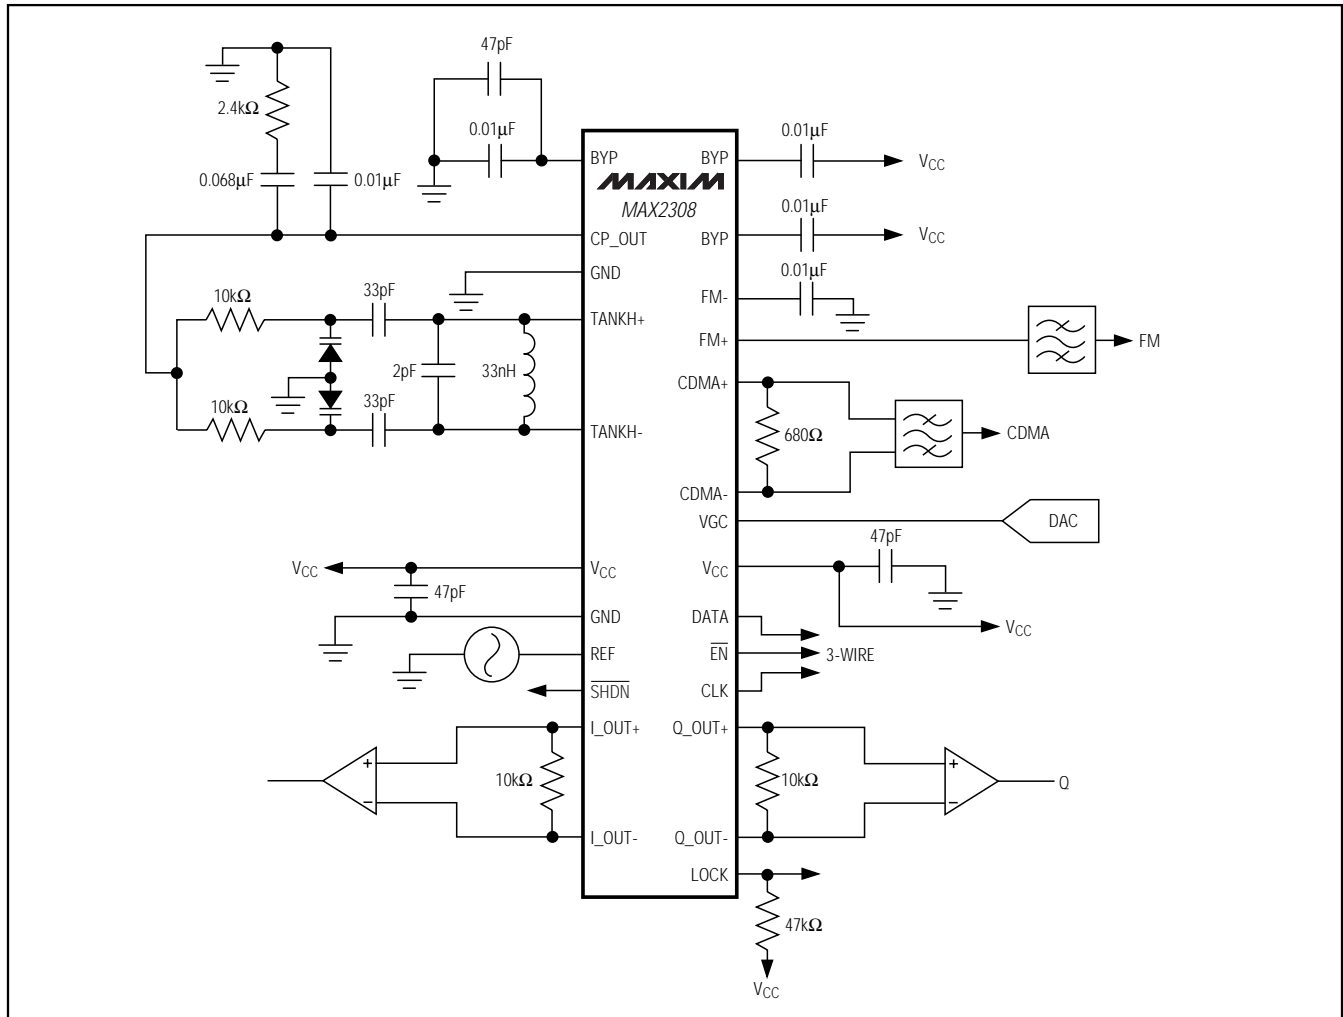 47pF
2.4kΩ
0.01µF
0.01µF
BYP
BYP
VCC
0.068µF
0.01µF
MAXIM
MAX2308
0.01µF
CP_OUT
BYP
VCC
GND
0.01µF
10kΩ
33pF
FM-
TANKH+
FM+
FM
2pF
33nH
CDMA+
10kΩ
33pF
TANKH-
680Ω
CDMA
CDMA-
VGC
DAC
47pF
VCC
VCC
VCC
47pF
GND
DATA
VCC
REF
EN
3-WIRE
SHDN
CLK
I_OUT+
Q_OUT+
+
−
10kΩ
10kΩ
+
−
Q
I_OUT-
Q_OUT-
LOCK
47kΩ
VCC